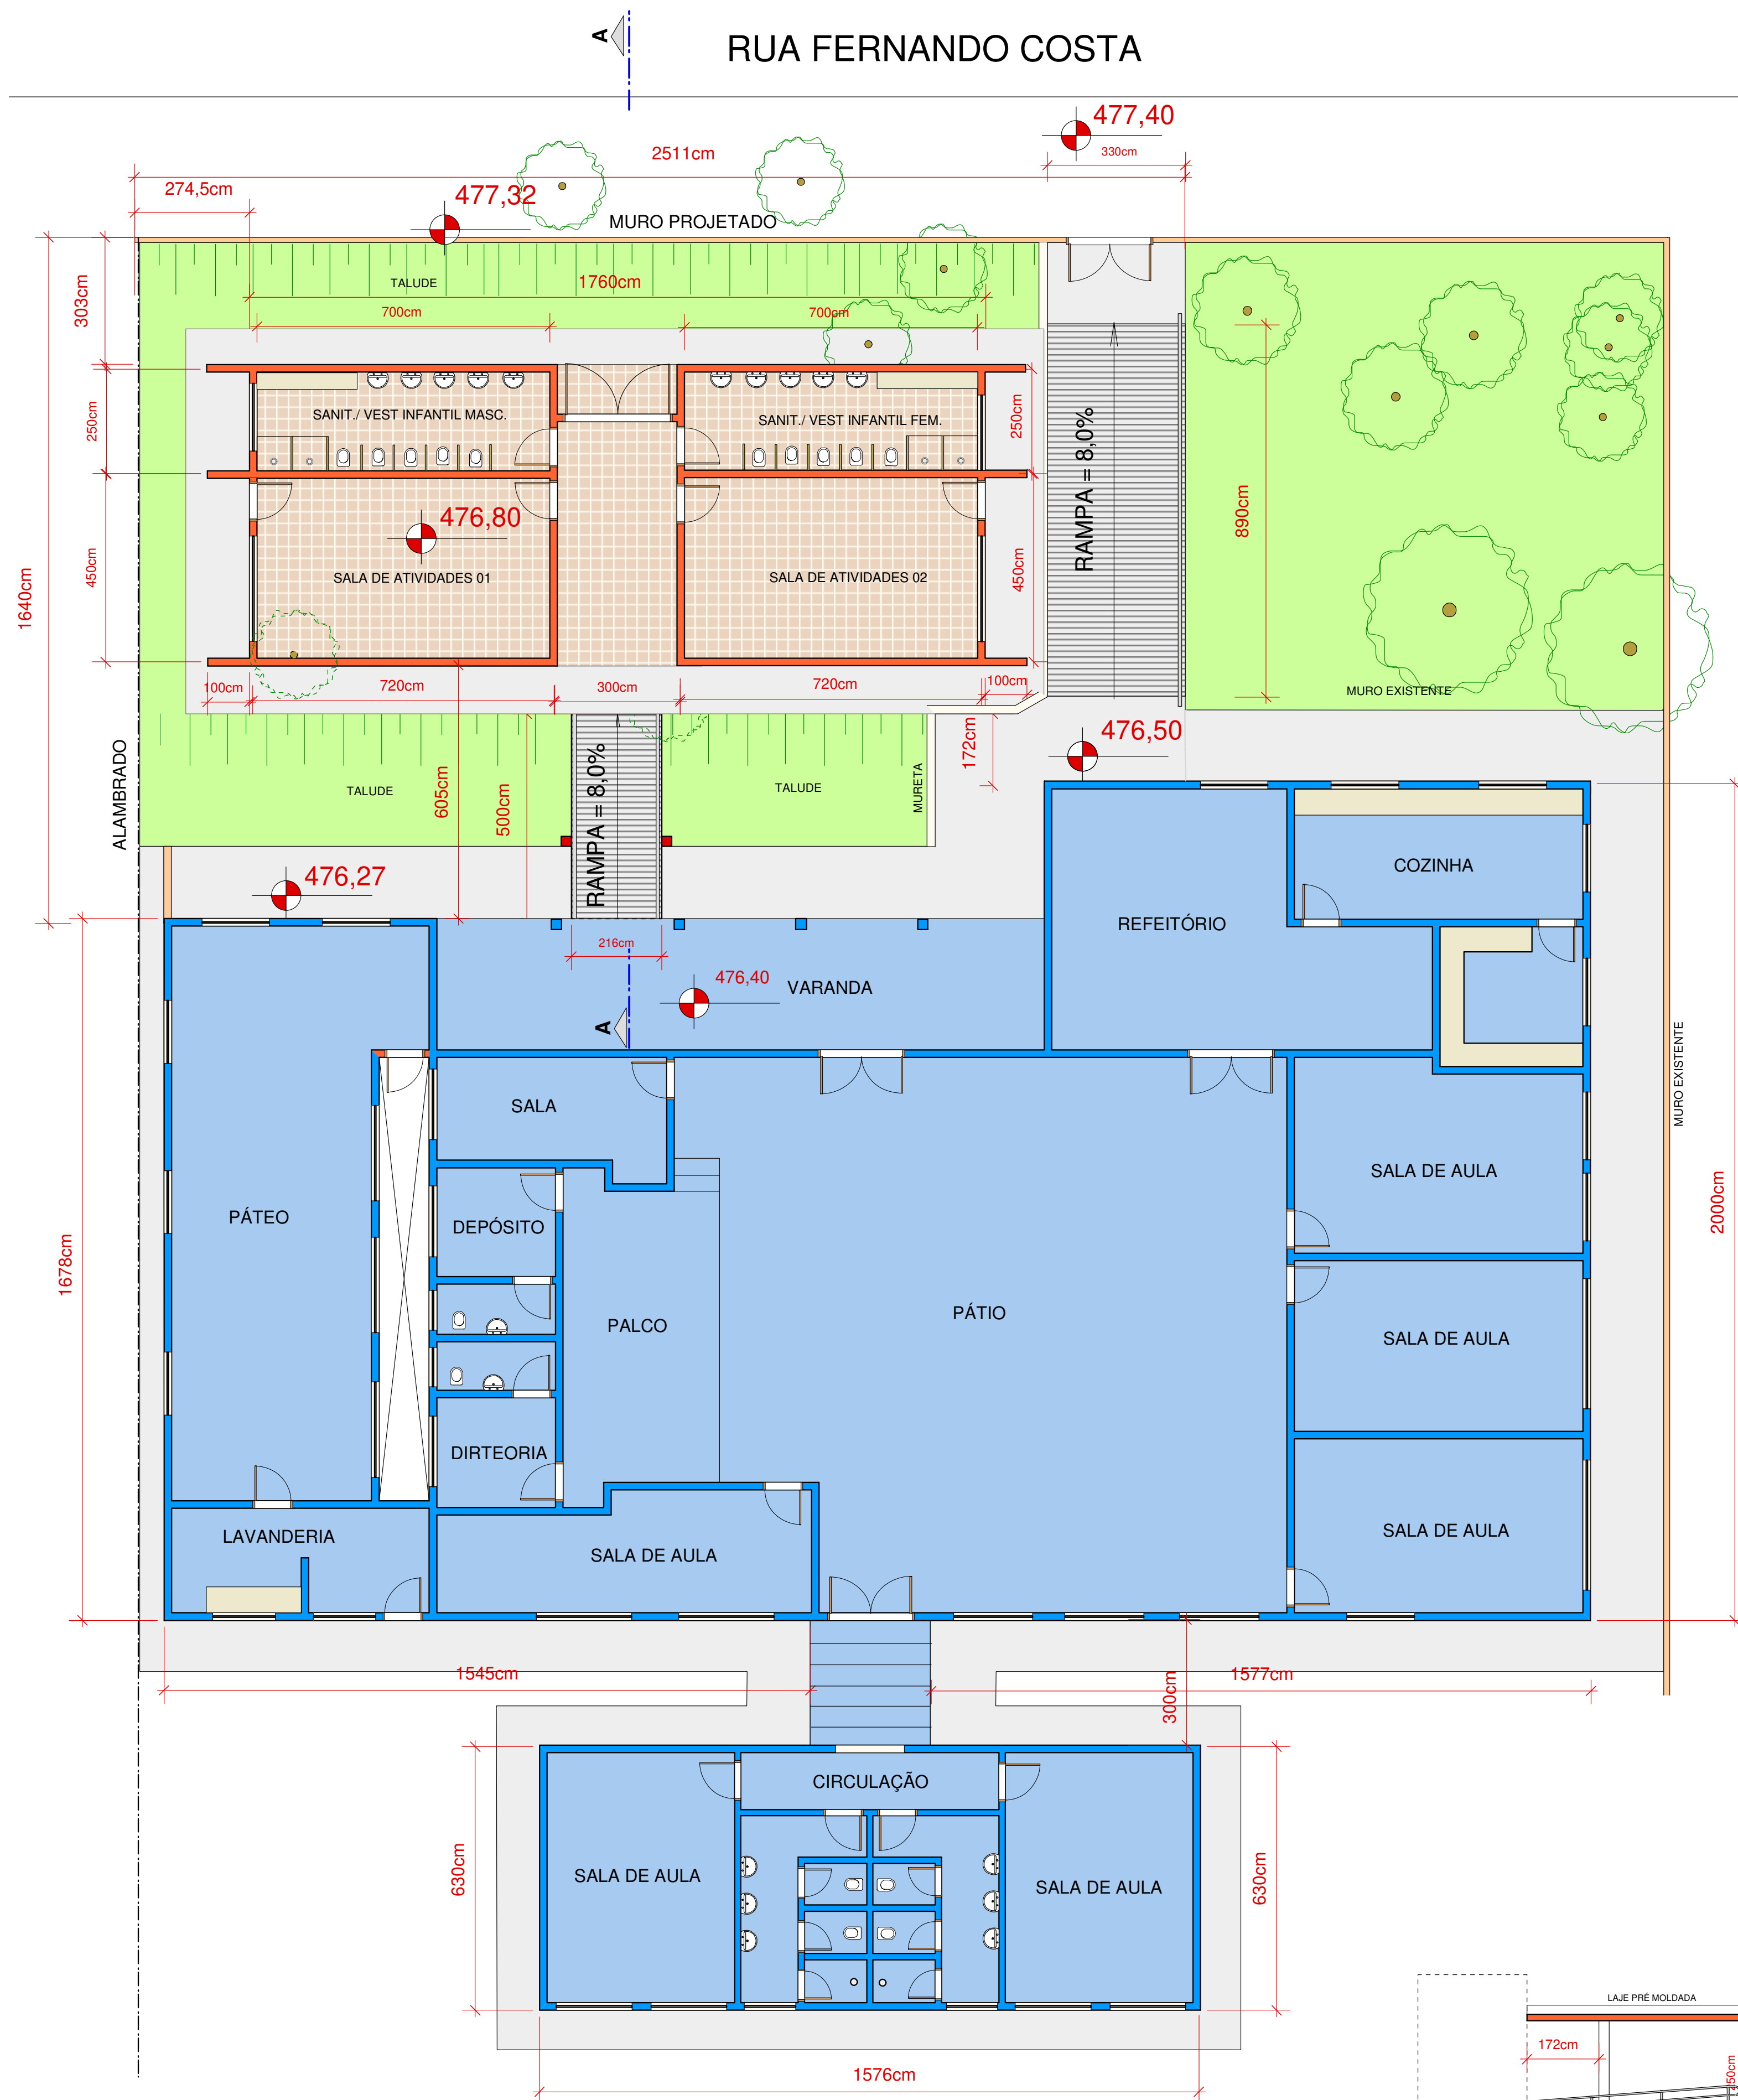 A
RUA FERNANDO COSTA
477,40
330cm
2511cm
274,5cm
477,32
MURO PROJETADO
TALUDE
1760cm
303cm
700cm
700cm
SANIT./ VEST INFANTIL MASC.
SANIT./ VEST INFANTIL FEM.
250cm
250cm
RAMPA = 8,0%
890cm
476,80
SALA DE ATIVIDADES 01
SALA DE ATIVIDADES 02
450cm
450cm
1640cm
100cm
720cm
300cm
720cm
100cm
MURO EXISTENTE
476,50
172cm
ALAMBRADO
TALUDE
605cm
500cm
RAMPA = 8,0%
TALUDE
MURETA
COZINHA
476,27
REFEITÓRIO
216cm
476,40
VARANDA
A
MURO EXISTENTE
SALA
SALA DE AULA
2000cm
PÁTEO
DEPÓSITO
1678cm
PALCO
PÁTIO
SALA DE AULA
DIRTEORIA
LAVANDERIA
SALA DE AULA
SALA DE AULA
1545cm
1577cm
300cm
CIRCULAÇÃO
630cm
SALA DE AULA
SALA DE AULA
630cm
LAJE PRÉ MOLDADA
172cm
250cm
1576cm